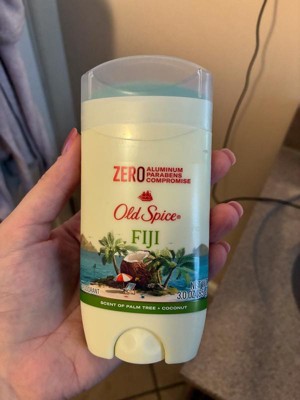 ZERO ALUMINUM
PARABENS
COMPROMISE
Old Spice®
FIJI
SCENT OF PALM TREE + COCONUT